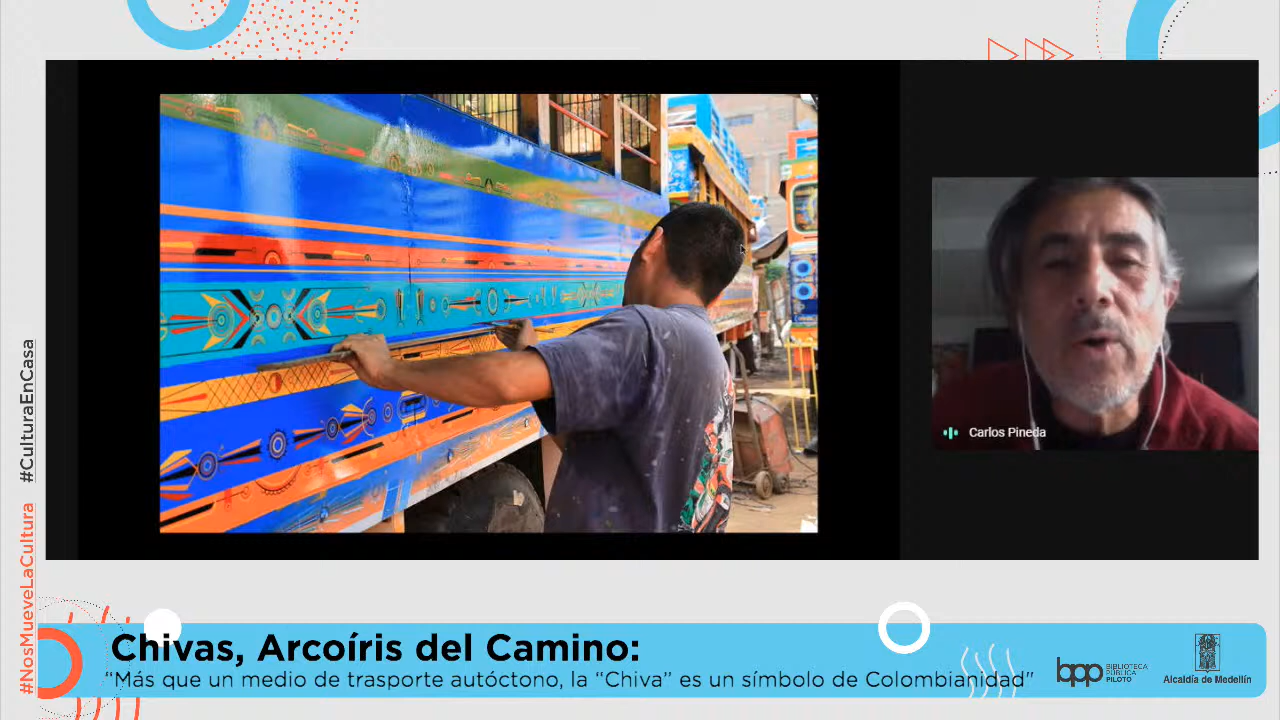 #CulturaEnCasa
#NosMueveLaCultura
Carlos Pineda
Chivas, Arcoíris del Camino:
"Más que un medio de trasporte autóctono, la “Chiva” es un símbolo de Colombianidad"
bpp
BIBLIOTECA
PÚBLICA
PILOTO
Alcaldía de Medellín